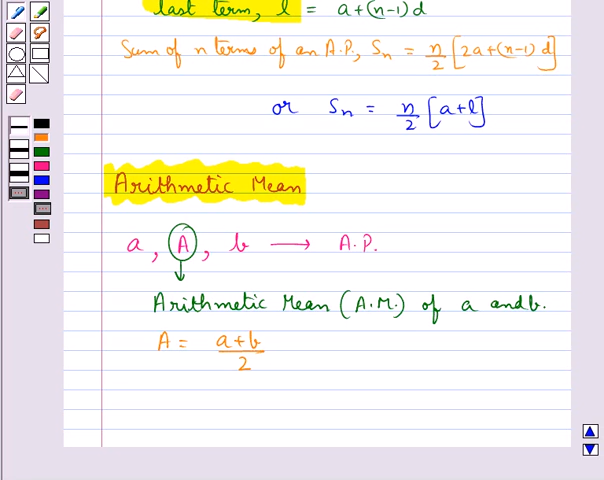 last term, l = a+(n-1)d
Sum of n terms of an A.P., Sn = n/2 [2a+(n-1)d]
or Sn = n/2 [a+l]
Arithmetic Mean
a, A, b ⟶ A.P.
Arithmetic Mean (A.M.) of a and b.
A = a+b/2